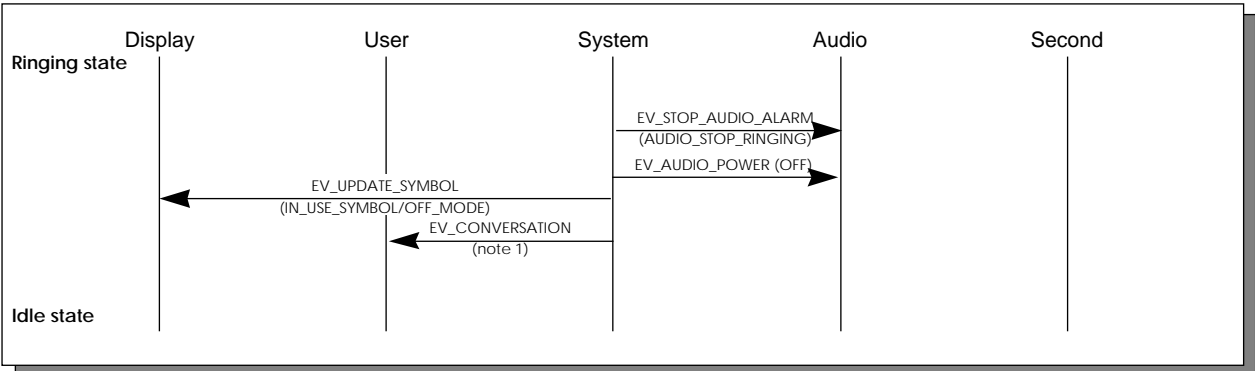 Display User System Audio Second
Ringing state
EV_STOP_AUDIO_ALARM
(AUDIO_STOP_RINGING)
EV_AUDIO_POWER (OFF)
EV_UPDATE_SYMBOL
(IN_USE_SYMBOL/OFF_MODE)
EV_CONVERSATION
(note 1)
Idle state